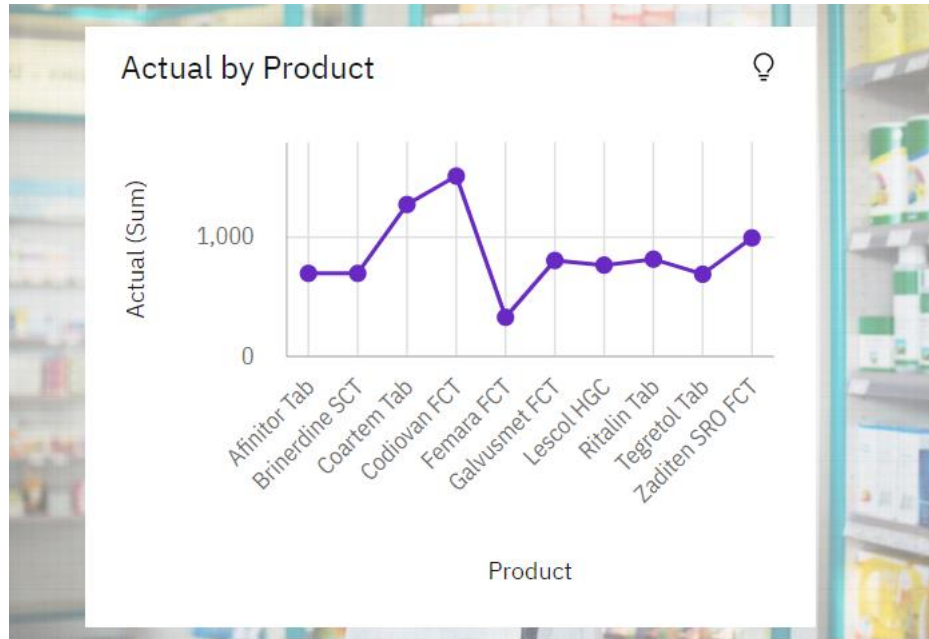 Actual by Product
Actual (Sum)
1,000
0
Afinitor Tab
Brinerdine SCT
Coartem Tab
Codiovan FCT
Femara FCT
Galvusmet FCT
Lescol HGC
Ritalin Tab
Tegretol Tab
Zaditen SRO FCT
Product